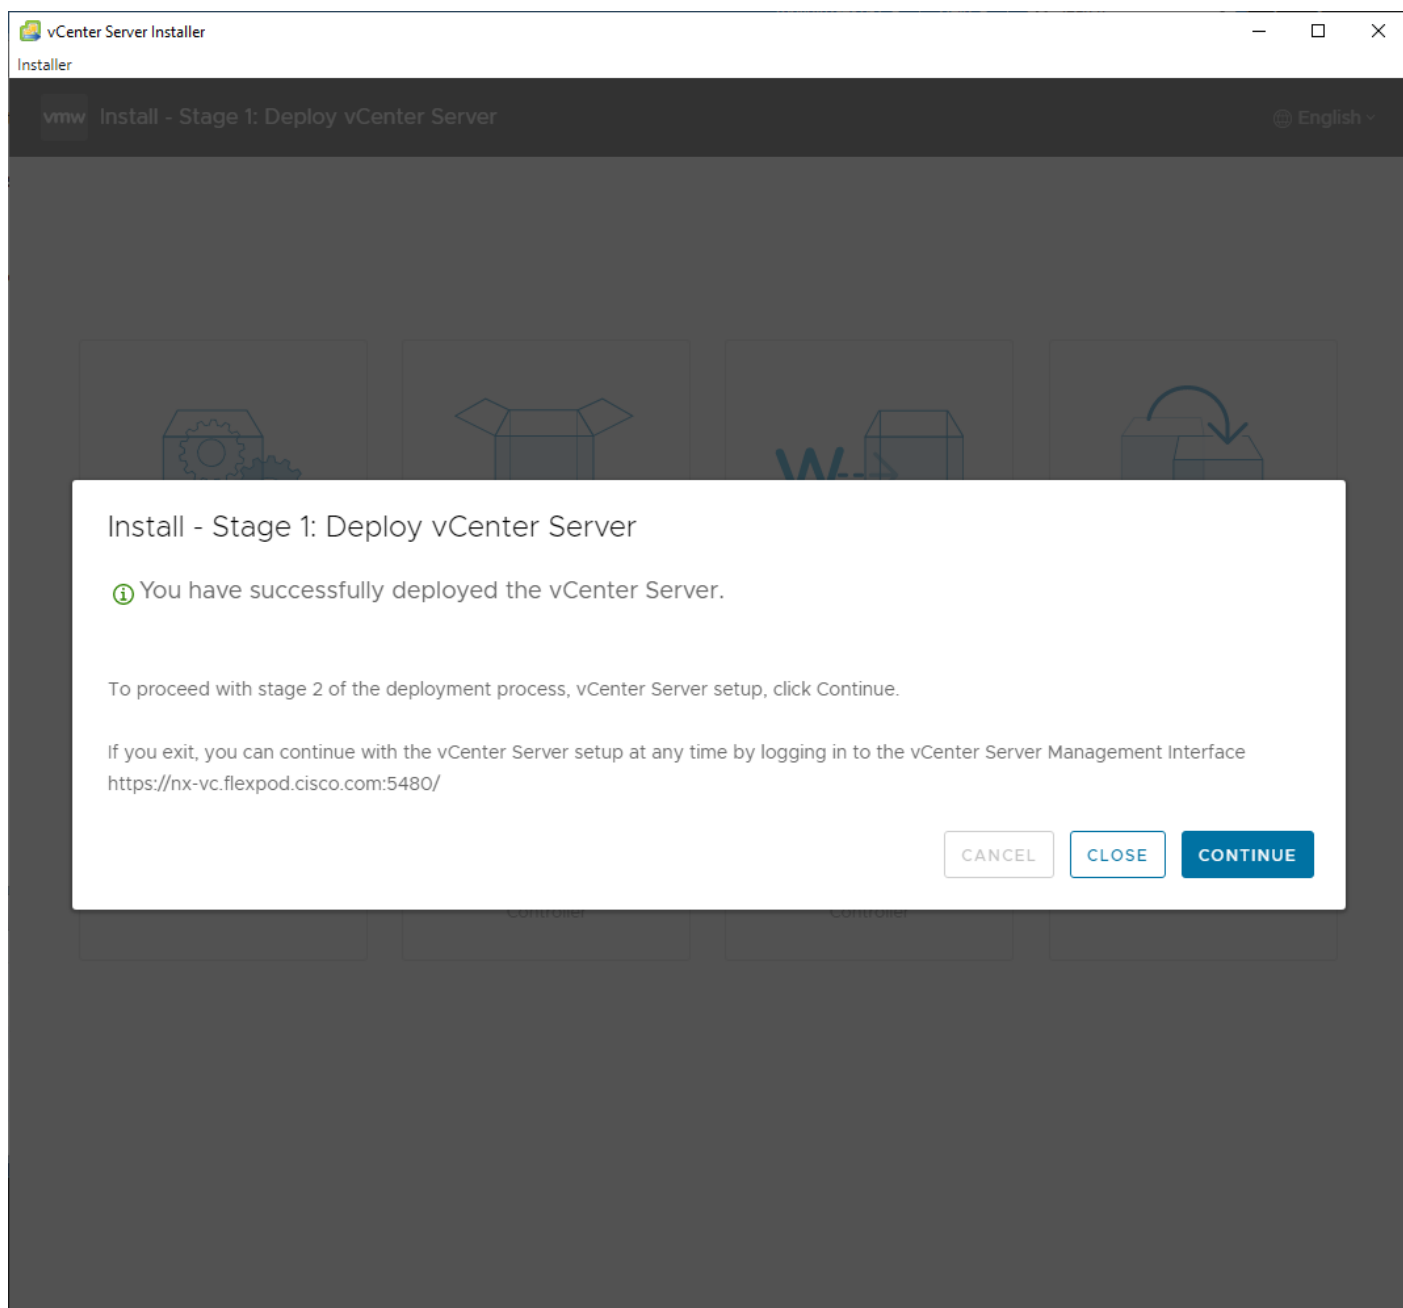 vCenter Server Installer
Installer
vmw Install - Stage 1: Deploy vCenter Server
English
W
Install - Stage 1: Deploy vCenter Server
You have successfully deployed the vCenter Server.
To proceed with stage 2 of the deployment process, vCenter Server setup, click Continue.
If you exit, you can continue with the vCenter Server setup at any time by logging in to the vCenter Server Management Interface
https://nx-vc.flexpod.cisco.com:5480/
CANCEL CLOSE CONTINUE
Controller Controller